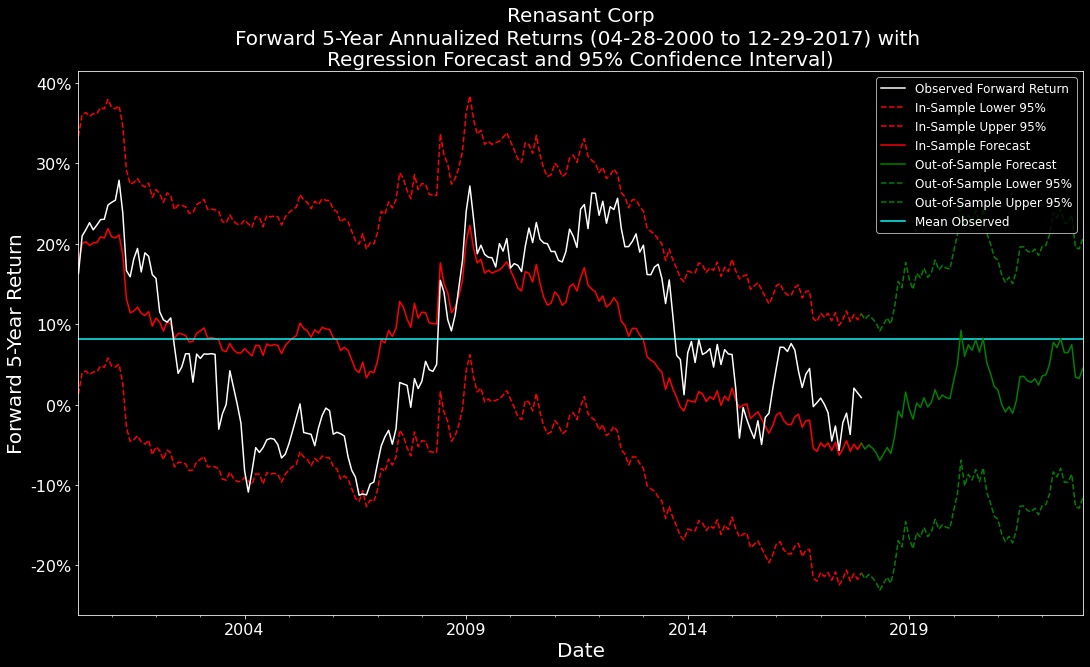 Renasant Corp
Forward 5-Year Annualized Returns (04-28-2000 to 12-29-2017) with
Regression Forecast and 95% Confidence Interval)
Observed Forward Return
In-Sample Lower 95%
In-Sample Upper 95%
In-Sample Forecast
Out-of-Sample Forecast
Out-of-Sample Lower 95%
Out-of-Sample Upper 95%
Mean Observed
Forward 5-Year Return
40%
30%
20%
10%
0%
-10%
-20%
2004
2009
2014
2019
Date